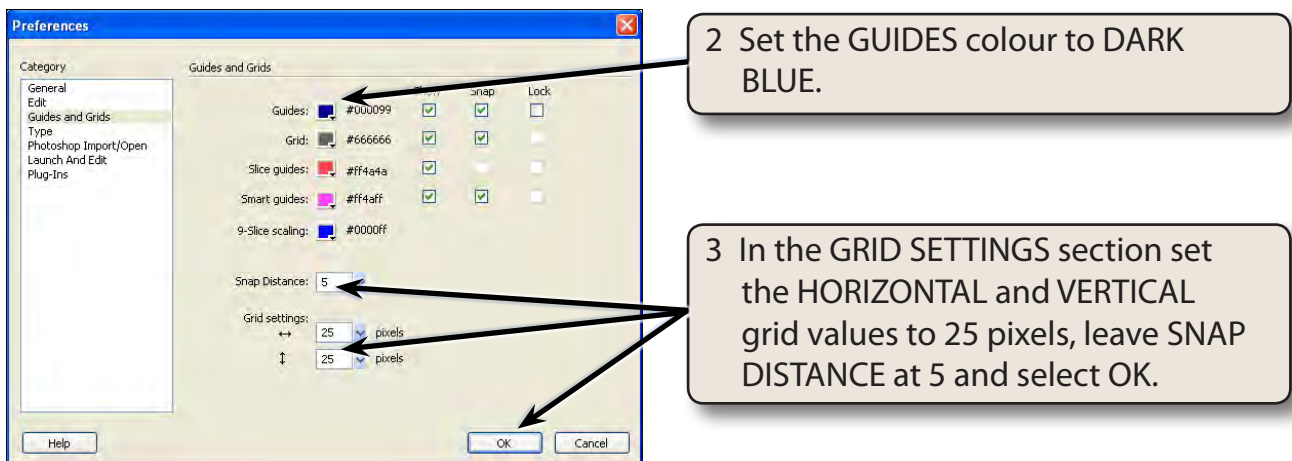 Preferences
Category
General
Edit
Guides and Grids
Type
Photoshop Import/Open
Launch And Edit
Plug-Ins
Guides and Grids
Show Snap Lock
Guides: #000099
Grid: #666666
Slice guides: #ff4a4a
Smart guides: #ff4aff
9-Slice scaling: #0000ff
Snap Distance: 5
Grid settings:
↔ 25 pixels
↕ 25 pixels
Help OK Cancel
2 Set the GUIDES colour to DARK
BLUE.
3 In the GRID SETTINGS section set
the HORIZONTAL and VERTICAL
grid values to 25 pixels, leave SNAP
DISTANCE at 5 and select OK.